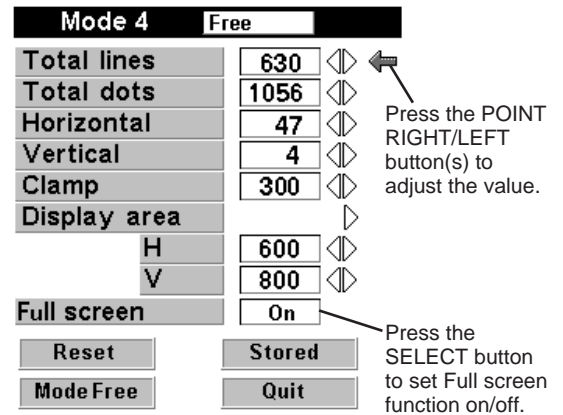 Mode 4 Free
Total lines 630
Total dots 1056
Horizontal 47
Vertical 4
Clamp 300
Display area
H 600
V 800
Full screen On
Reset Stored
Mode Free Quit
Press the POINT
RIGHT/LEFT
button(s) to
adjust the value.
Press the
SELECT button
to set Full screen
function on/off.